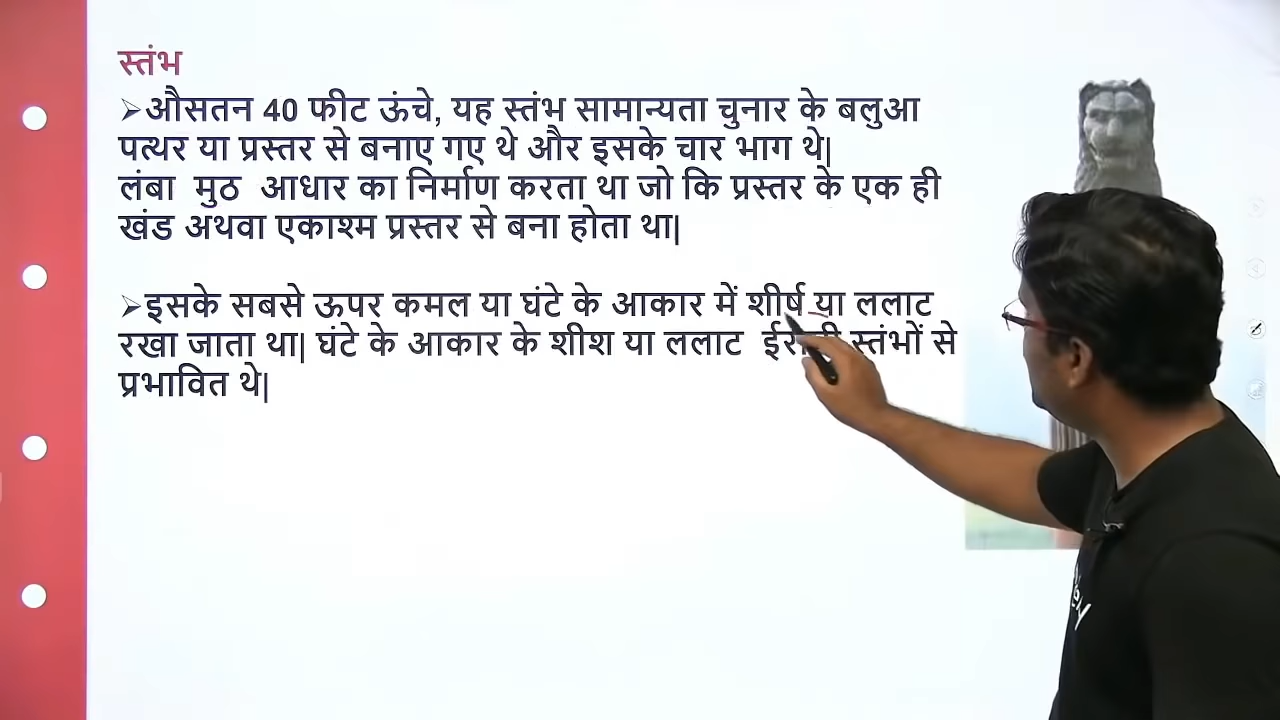 स्तंभ
➢औसतन 40 फीट ऊंचे, यह स्तंभ सामान्यता चुनार के बलुआ
पत्थर या प्रस्तर से बनाए गए थे और इसके चार भाग थे|
लंबा मुठ आधार का निर्माण करता था जो कि प्रस्तर के एक ही
खंड अथवा एकाश्म प्रस्तर से बना होता था|
➢इसके सबसे ऊपर कमल या घंटे के आकार में शीर्ष या ललाट
रखा जाता था| घंटे के आकार के शीश या ललाट स्तंभों से
प्रभावित थे|